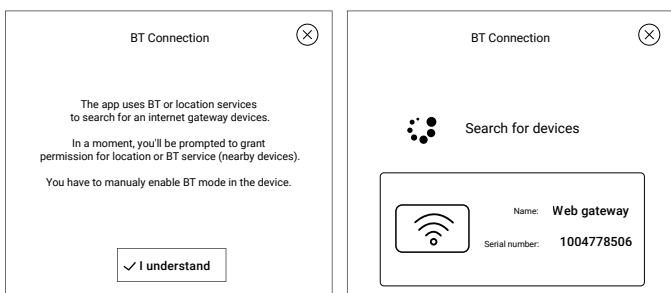 BT Connection
The app uses BT or location services
to search for an internet gateway devices.
In a moment, you'll be prompted to grant
permission for location or BT service (nearby devices).
You have to manualy enable BT mode in the device.
✓ I understand
BT Connection
Search for devices
Name: Web gateway
Serial number: 1004778506